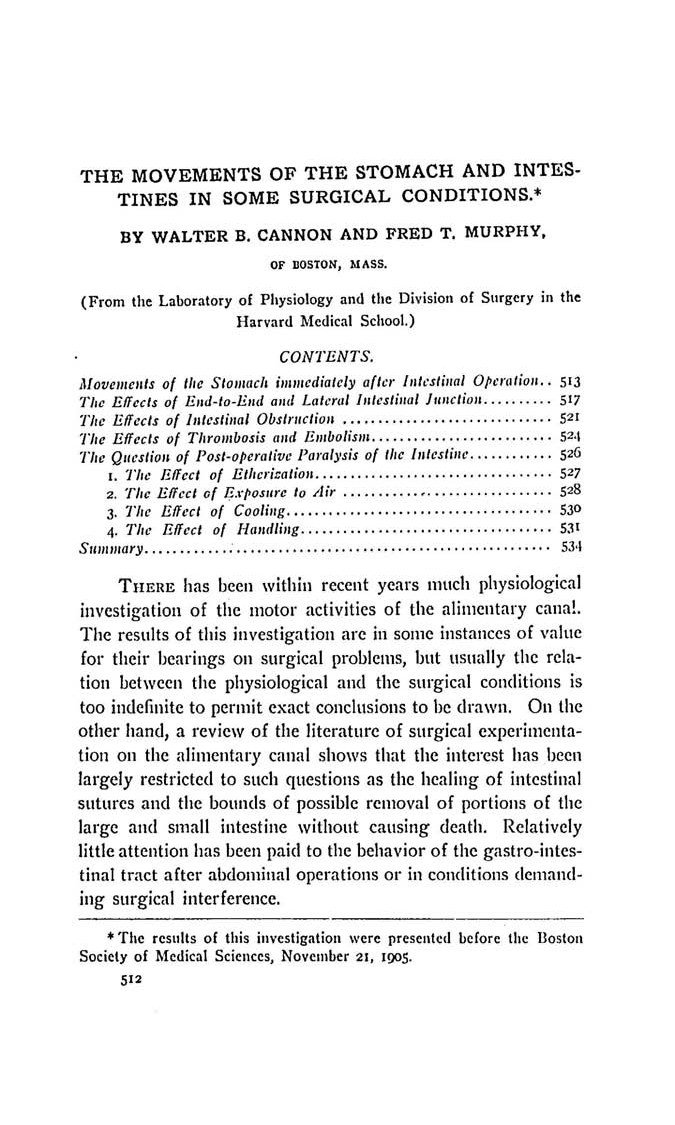 THE MOVEMENTS OF THE STOMACH AND INTES-
TINES IN SOME SURGICAL CONDITIONS.*
BY WALTER B. CANNON AND FRED T. MURPHY,
OF BOSTON, MASS.
(From the Laboratory of Physiology and the Division of Surgery in the
Harvard Medical School.)
CONTENTS.
Movements of the Stomach immediately after Intestinal Operation.. 513
The Effects of End-to-End and Lateral Intestinal Junction.......... 517
The Effects of Intestinal Obstruction .............................. 521
The Effects of Thrombosis and Embolism.......................... 524
The Question of Post-operative Paralysis of the Intestine............ 526
1. The Effect of Etherization.................................. 527
2. The Effect of Exposure to Air .............................. 528
3. The Effect of Cooling...................................... 530
4. The Effect of Handling.................................... 531
Summary.......................................................... 534
THERE has been within recent years much physiological
investigation of the motor activities of the alimentary canal.
The results of this investigation are in some instances of value
for their bearings on surgical problems, but usually the rela-
tion between the physiological and the surgical conditions is
too indefinite to permit exact conclusions to be drawn. On the
other hand, a review of the literature of surgical experimenta-
tion on the alimentary canal shows that the interest has been
largely restricted to such questions as the healing of intestinal
sutures and the bounds of possible removal of portions of the
large and small intestine without causing death. Relatively
little attention has been paid to the behavior of the gastro-intes-
tinal tract after abdominal operations or in conditions demand-
ing surgical interference.
* The results of this investigation were presented before the Boston
Society of Medical Sciences, November 21, 1905.
512